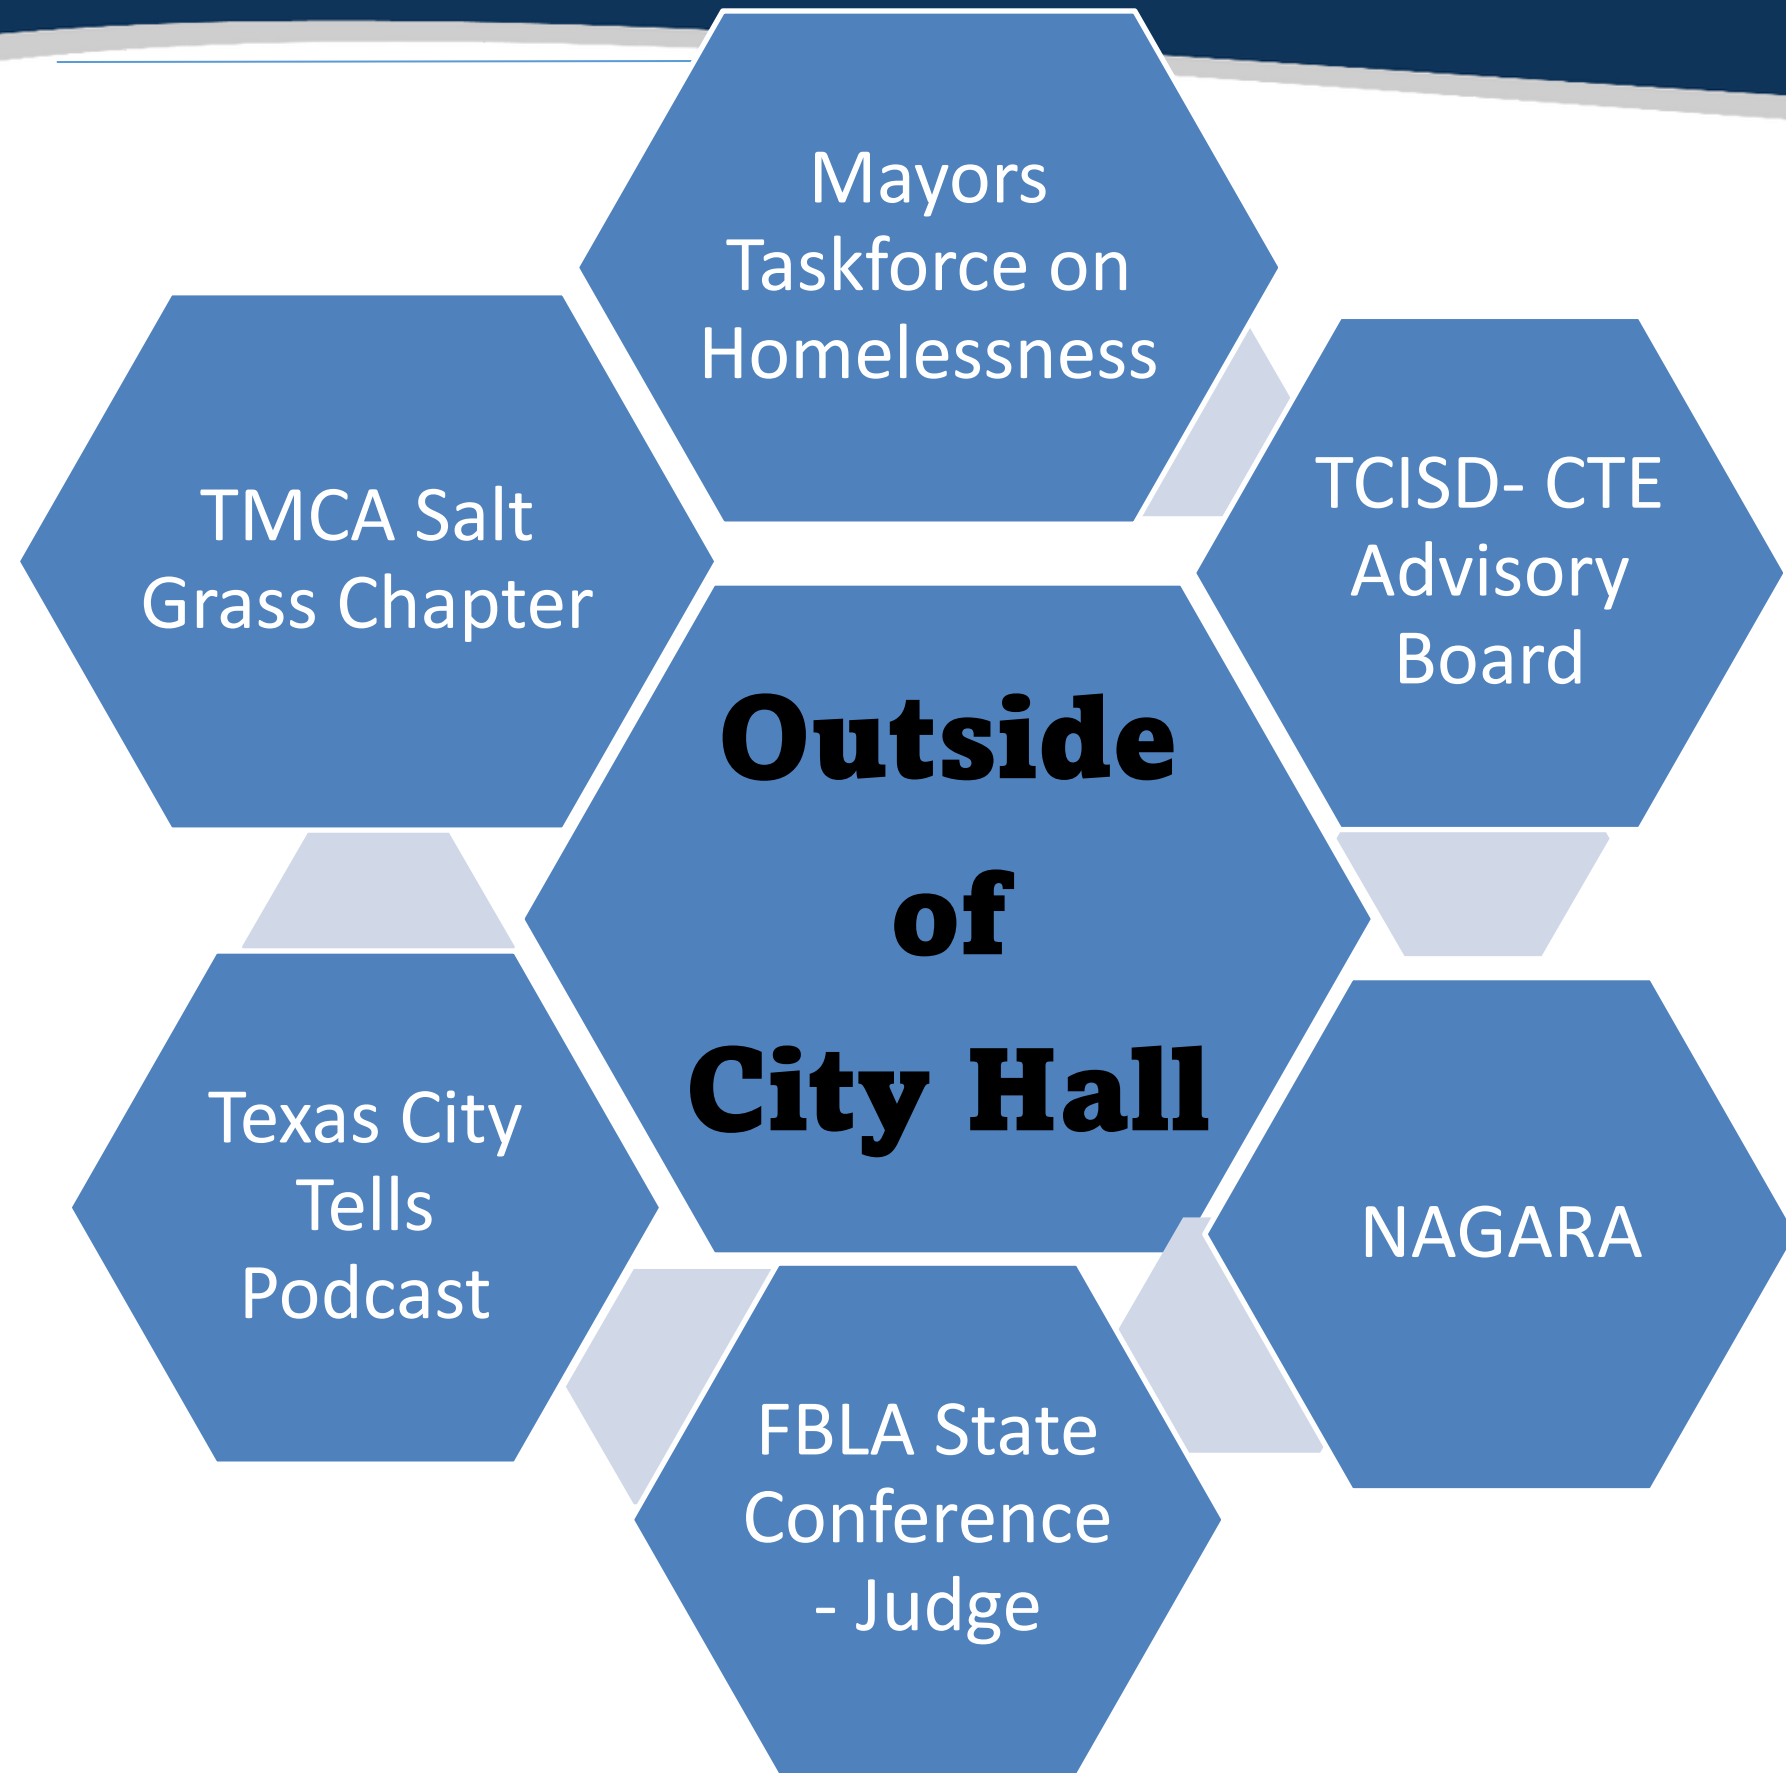 Mayors
Taskforce on
Homelessness
TCISD- CTE
Advisory
Board
NAGARA
FBLA State
Conference
- Judge
Texas City
Tells
Podcast
TMCA Salt
Grass Chapter
Outside
of
City Hall